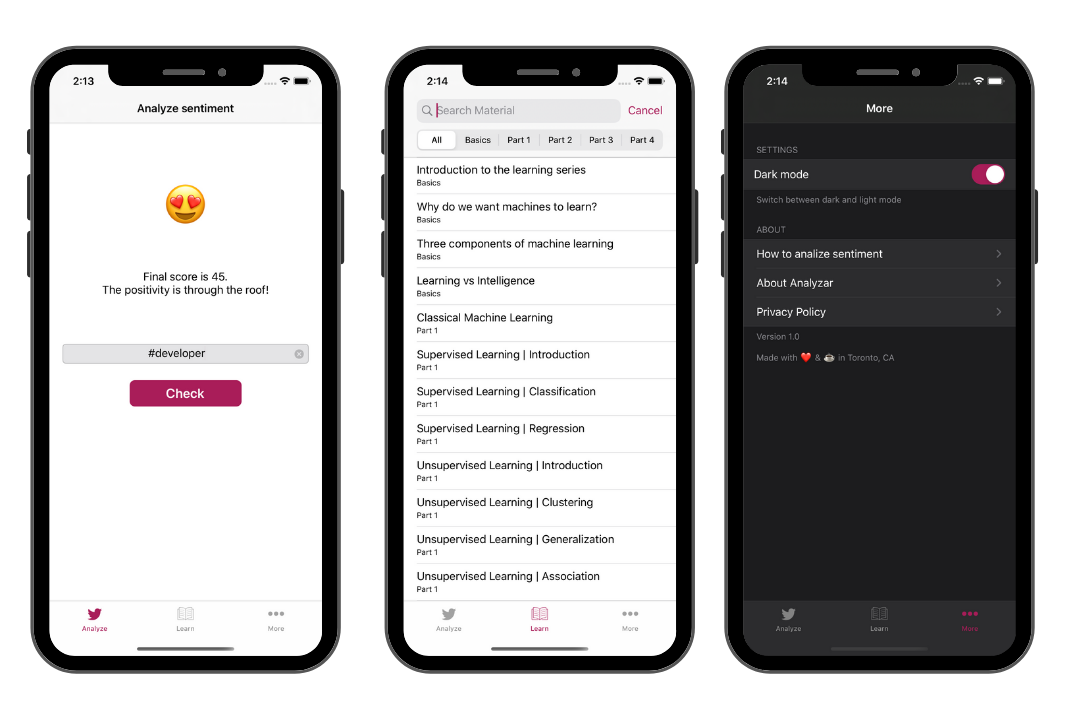 2:13
Analyze sentiment
Final score is 45.
The positivity is through the roof!
#developer
Check
Analyze
Learn
More
2:14
Search Material
Cancel
All
Basics
Part 1
Part 2
Part 3
Part 4
Introduction to the learning series
Basics
Why do we want machines to learn?
Basics
Three components of machine learning
Basics
Learning vs Intelligence
Basics
Classical Machine Learning
Part 1
Supervised Learning | Introduction
Part 1
Supervised Learning | Classification
Part 1
Supervised Learning | Regression
Part 1
Unsupervised Learning | Introduction
Part 1
Unsupervised Learning | Clustering
Part 1
Unsupervised Learning | Generalization
Part 1
Unsupervised Learning | Association
Part 1
Analyze
Learn
More
2:14
More
SETTINGS
Dark mode
Switch between dark and light mode
ABOUT
How to analize sentiment
About Analyzar
Privacy Policy
Version 1.0
Made with ❤️ & ☕ in Toronto, CA
Analyze
Learn
More